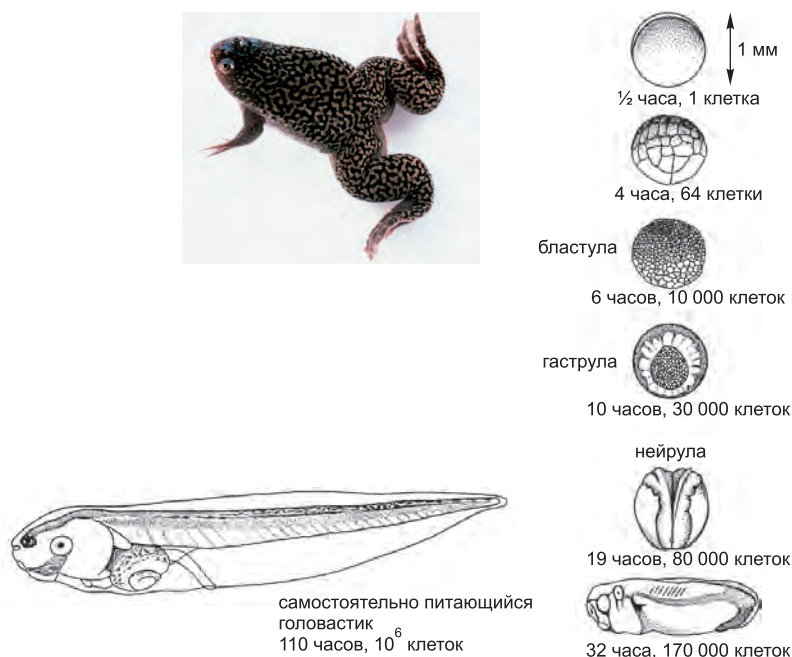 1 мм
½ часа, 1 клетка
4 часа, 64 клетки
бластула
6 часов, 10 000 клеток
гаструла
10 часов, 30 000 клеток
нейрула
19 часов, 80 000 клеток
32 часа, 170 000 клеток
самостоятельно питающийся
головастик
110 часов, 10⁶ клеток